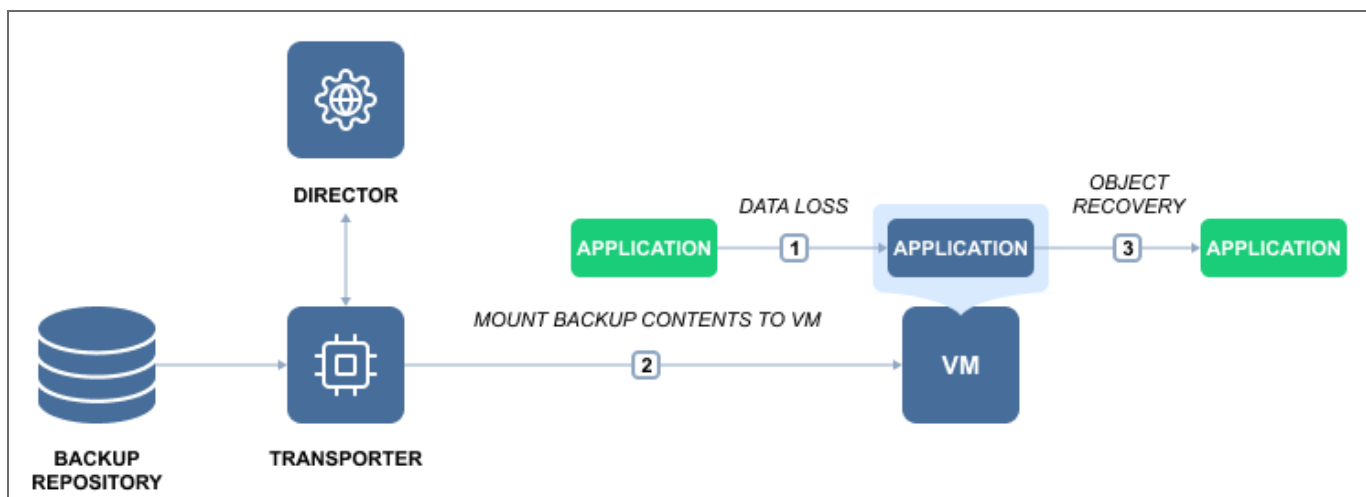 DIRECTOR
DATA LOSS
OBJECT
RECOVERY
APPLICATION
1
APPLICATION
3
APPLICATION
MOUNT BACKUP CONTENTS TO VM
2
VM
BACKUP
REPOSITORY
TRANSPORTER